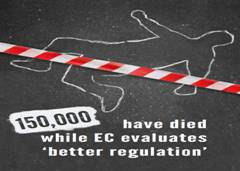 150,000 have died
while EC evaluates
'better regulation'